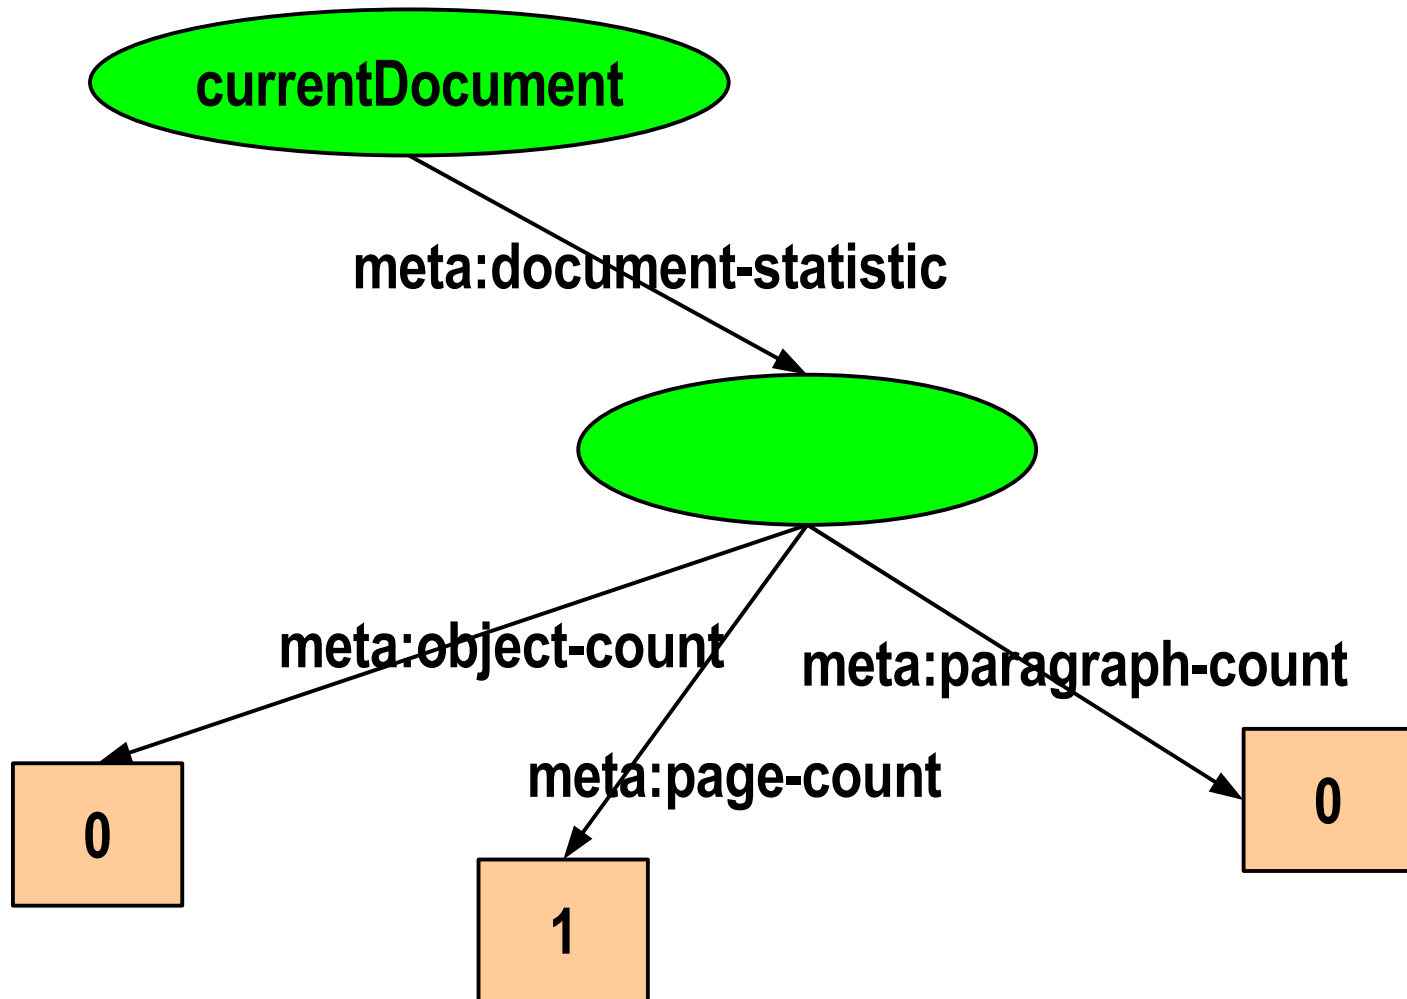 currentDocument
meta:document-statistic
meta:object-count
meta:paragraph-count
meta:page-count
0
0
1